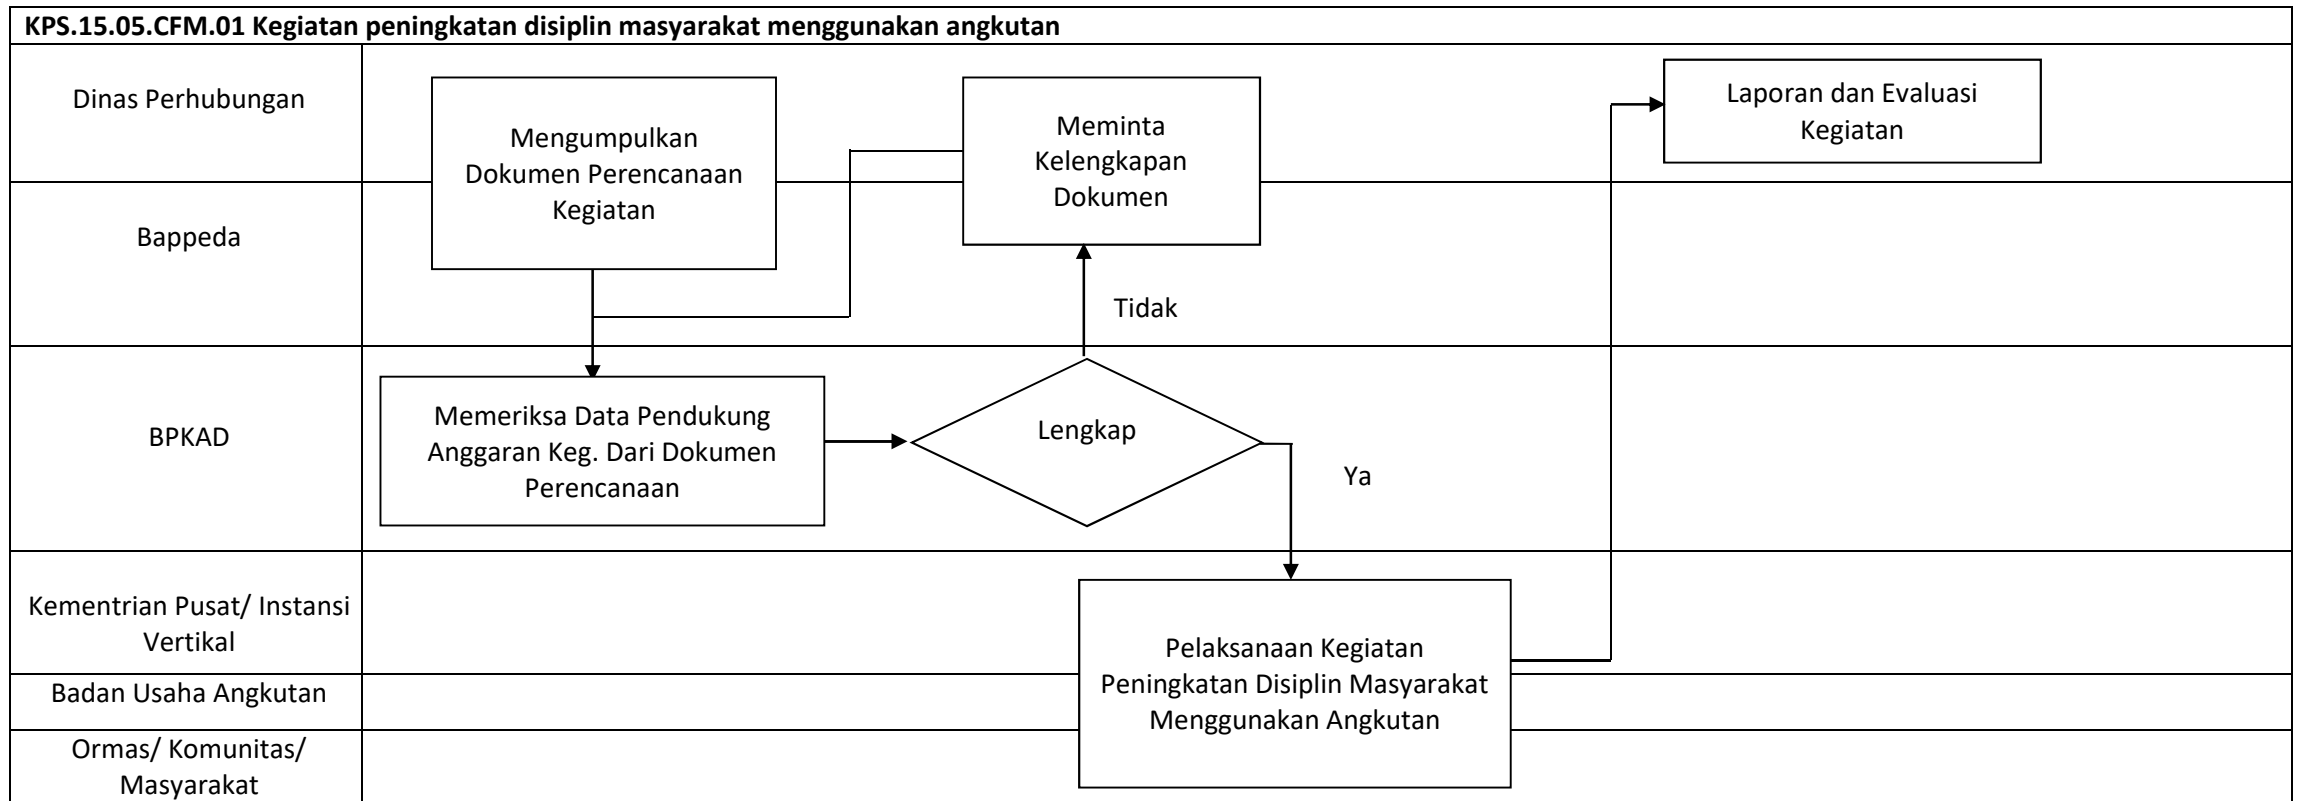 KPS.15.05.CFM.01 Kegiatan peningkatan disiplin masyarakat menggunakan angkutan
Dinas Perhubungan
Mengumpulkan
Dokumen Perencanaan
Kegiatan
Meminta
Kelengkapan
Dokumen
Laporan dan Evaluasi
Kegiatan
Bappeda
Tidak
BPKAD
Memeriksa Data Pendukung
Anggaran Keg. Dari Dokumen
Perencanaan
Lengkap
Ya
Kementrian Pusat/ Instansi
Vertikal
Pelaksanaan Kegiatan
Peningkatan Disiplin Masyarakat
Menggunakan Angkutan
Badan Usaha Angkutan
Ormas/ Komunitas/
Masyarakat